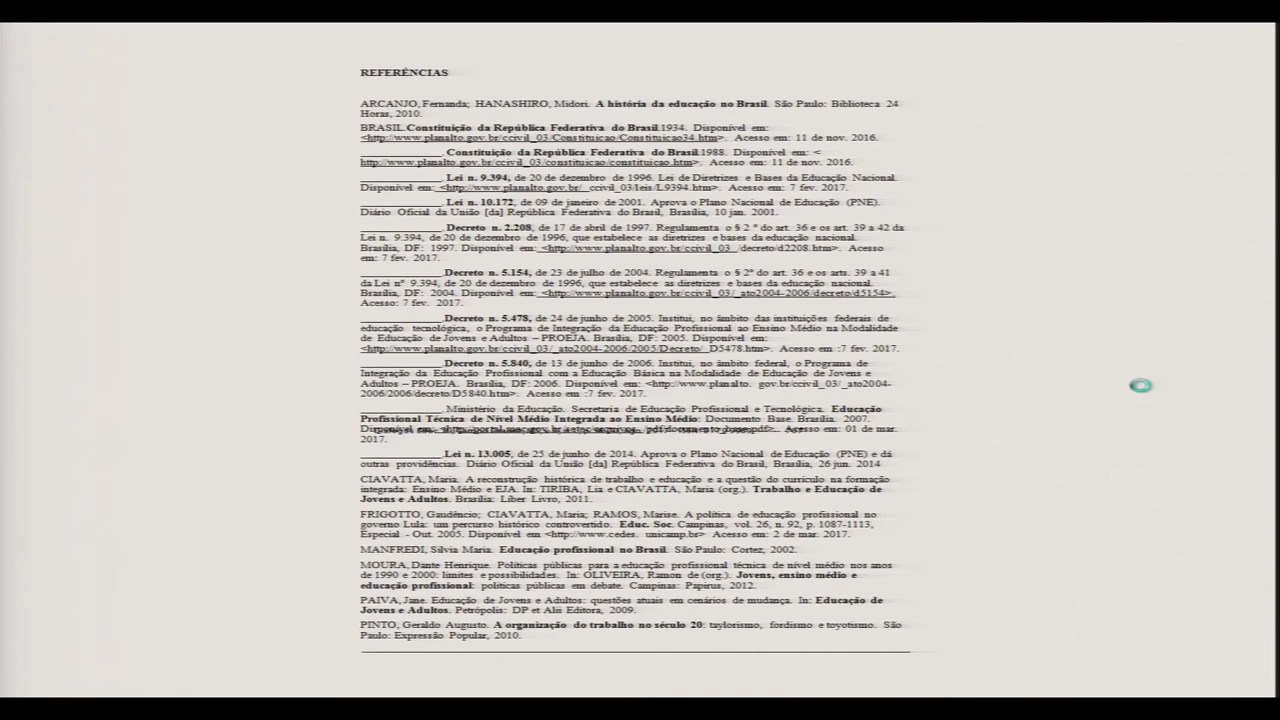 REFERÊNCIAS
ARCANJO, Fernanda; HANASHIRO, Midori. A história da educação no Brasil. São Paulo: Biblioteca 24
Horas, 2010.
BRASIL.Constituição da República Federativa do Brasil.1934. Disponível em:
<http://www.planalto.gov.br/ccivil_03/Constituicao/Constituicao34.htm>. Acesso em: 11 de nov. 2016.
________________. Constituição da República Federativa do Brasil.1988. Disponível em: <
http://www.planalto.gov.br/ccivil_03/constituicao/constituicao.htm>. Acesso em: 11 de nov. 2016.
________________. Lei n. 9.394, de 20 de dezembro de 1996. Lei de Diretrizes e Bases da Educação Nacional.
Disponível em: <http://www.planalto.gov.br/_ccivil_03/leis/L9394.htm>. Acesso em: 7 fev. 2017.
________________. Lei n. 10.172, de 09 de janeiro de 2001. Aprova o Plano Nacional de Educação (PNE).
Diário Oficial da União [da] República Federativa do Brasil, Brasília, 10 jan. 2001.
________________. Decreto n. 2.208, de 17 de abril de 1997. Regulamenta o § 2 º do art. 36 e os art. 39 a 42 da
Lei n. 9.394, de 20 de dezembro de 1996, que estabelece as diretrizes e bases da educação nacional.
Brasília, DF: 1997. Disponível em: <http://www.planalto.gov.br/ccivil_03_/decreto/d2208.htm>. Acesso
em: 7 fev. 2017.
________________.Decreto n. 5.154, de 23 de julho de 2004. Regulamenta o § 2º do art. 36 e os arts. 39 a 41
da Lei nº 9.394, de 20 de dezembro de 1996, que estabelece as diretrizes e bases da educação nacional.
Brasília, DF: 2004. Disponível em: <http://www.planalto.gov.br/ccivil_03/_ato2004-2006/decreto/d5154>.
Acesso: 7 fev. 2017.
________________.Decreto n. 5.478, de 24 de junho de 2005. Institui, no âmbito das instituições federais de
educação tecnológica, o Programa de Integração da Educação Profissional ao Ensino Médio na Modalidade
de Educação de Jovens e Adultos – PROEJA. Brasília, DF: 2005. Disponível em:
<http://www.planalto.gov.br/ccivil_03/_ato2004-2006/2005/Decreto/_D5478.htm>. Acesso em :7 fev. 2017.
________________.Decreto n. 5.840, de 13 de junho de 2006. Institui, no âmbito federal, o Programa de
Integração da Educação Profissional com a Educação Básica na Modalidade de Educação de Jovens e
Adultos – PROEJA. Brasília, DF: 2006. Disponível em: <http://www.planalto. gov.br/ccivil_03/_ato2004-
2006/2006/decreto/D5840.htm>. Acesso em :7 fev. 2017.
________________. Ministério da Educação. Secretaria de Educação Profissional e Tecnológica. Educação
Profissional Técnica de Nível Médio Integrada ao Ensino Médio: Documento Base. Brasília. 2007.
Disponível em: Acesso em: 01 de mar.
2017.
________________.Lei n. 13.005, de 25 de junho de 2014. Aprova o Plano Nacional de Educação (PNE) e dá
outras providências. Diário Oficial da União [da] República Federativa do Brasil, Brasília, 26 jun. 2014
CIAVATTA, Maria. A reconstrução histórica de trabalho e educação e a questão do currículo na formação
integrada: Ensino Médio e EJA. In: TIRIBA, Lia e CIAVATTA, Maria (org.). Trabalho e Educação de
Jovens e Adultos. Brasília: Liber Livro, 2011.
FRIGOTTO, Gaudêncio; CIAVATTA, Maria; RAMOS, Marise. A política de educação profissional no
governo Lula: um percurso histórico controvertido. Educ. Soc. Campinas, vol. 26, n. 92, p. 1087-1113,
Especial - Out. 2005. Disponível em <http://www.cedes. unicamp.br> Acesso em: 2 de mar. 2017.
MANFREDI, Silvia Maria. Educação profissional no Brasil. São Paulo: Cortez, 2002.
MOURA, Dante Henrique. Políticas públicas para a educação profissional técnica de nível médio nos anos
de 1990 e 2000: limites e possibilidades. In: OLIVEIRA, Ramon de (org.). Jovens, ensino médio e
educação profissional: políticas públicas em debate. Campinas: Papirus, 2012.
PAIVA, Jane. Educação de Jovens e Adultos: questões atuais em cenários de mudança. In: Educação de
Jovens e Adultos. Petrópolis: DP et Alii Editora, 2009.
PINTO, Geraldo Augusto. A organização do trabalho no século 20: taylorismo, fordismo e toyotismo. São
Paulo: Expressão Popular, 2010.